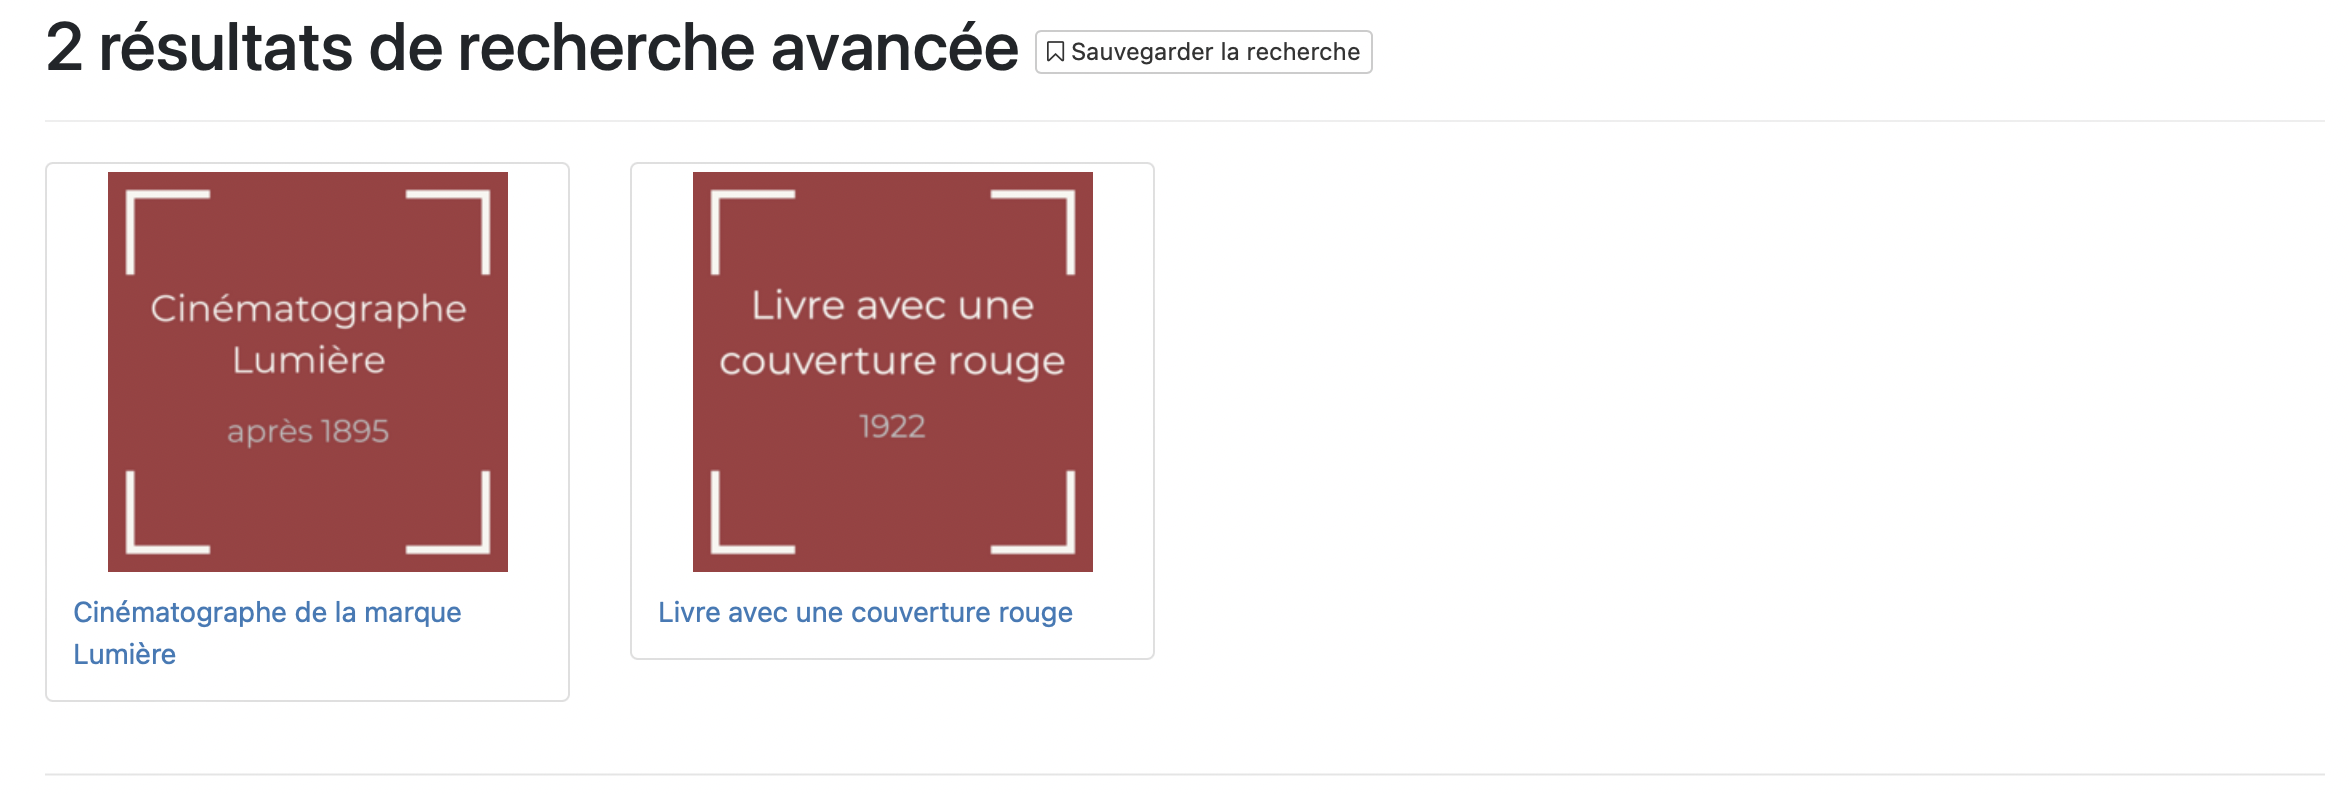 2 résultats de recherche avancée
Sauvegarder la recherche
Cinématographe
Lumière
après 1895
Cinématographe de la marque
Lumière
Livre avec une
couverture rouge
1922
Livre avec une couverture rouge